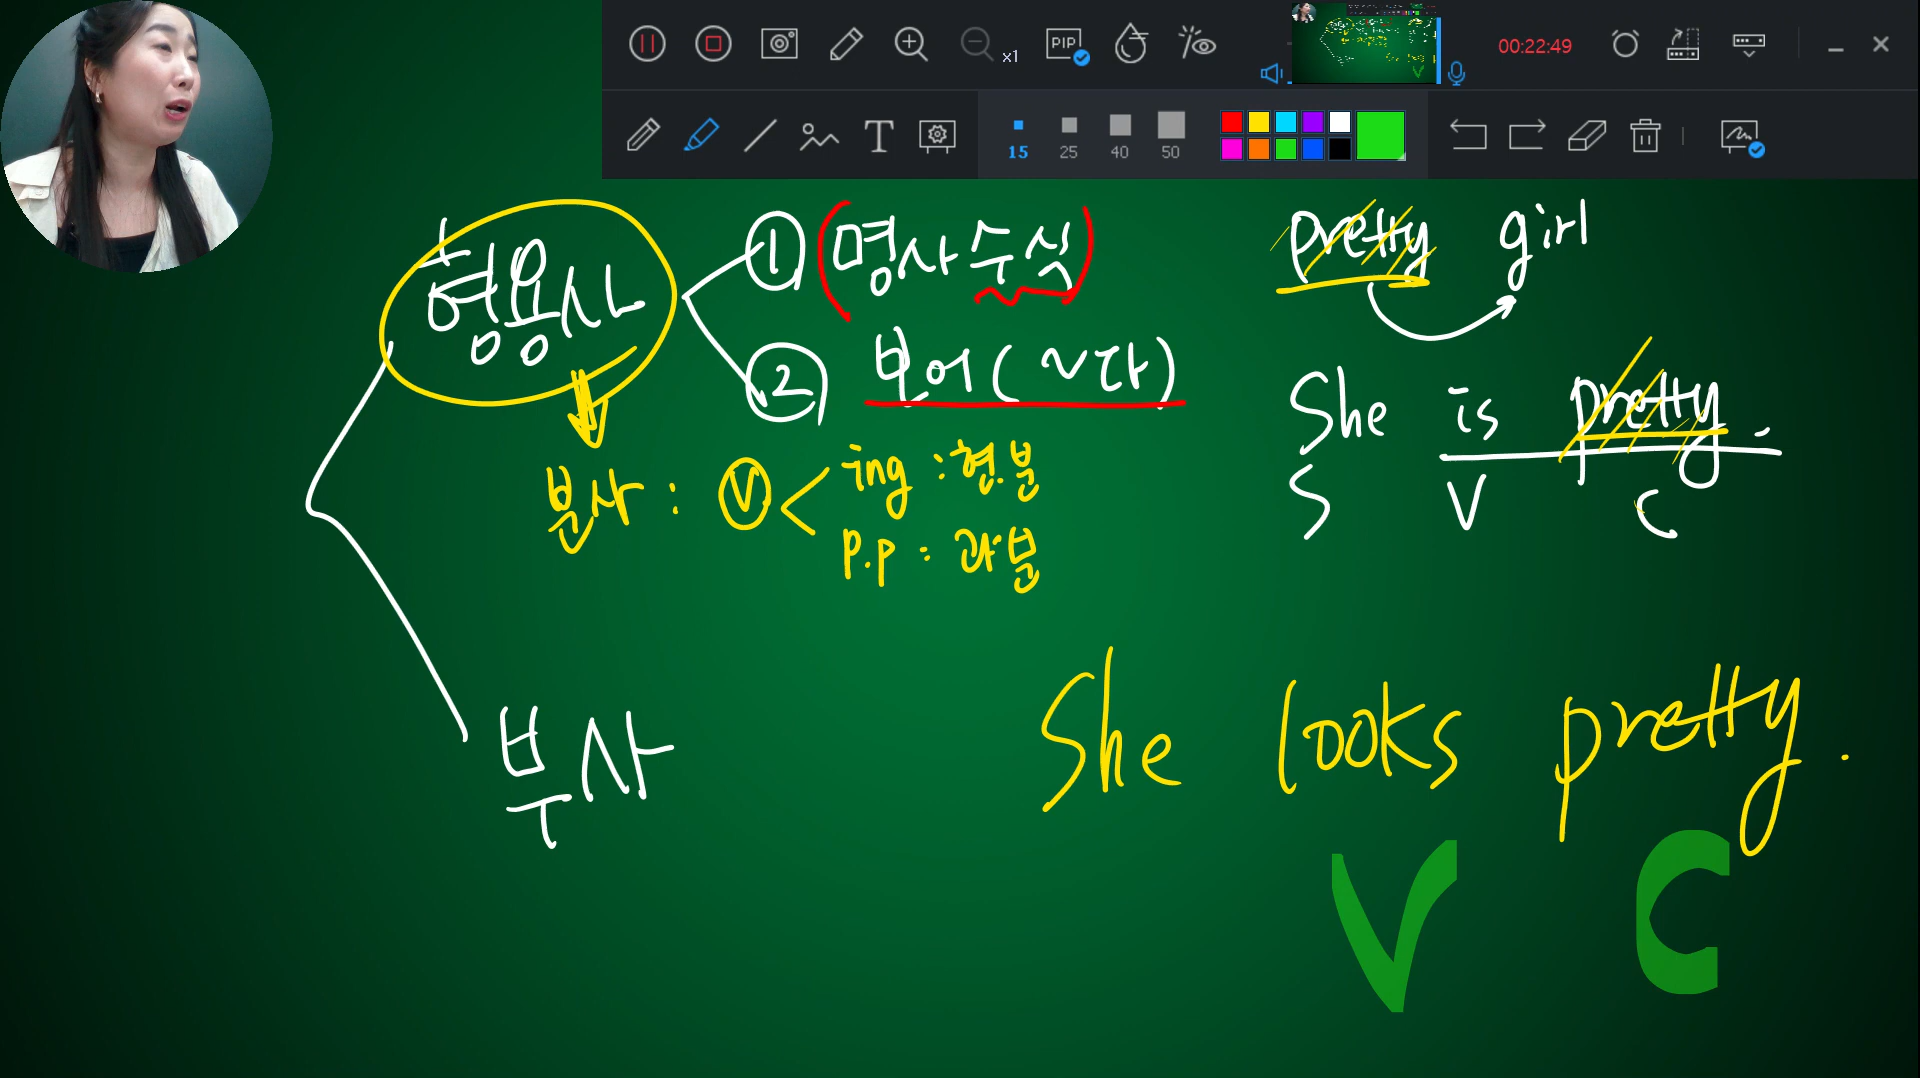 x1
PIP
00:22:49
T
15 25 40 50
형용사
① (명사 수식)
pretty girl
② 보어 (~다)
She is pretty.
S V C
분사 : ⓥ < ing : 현분
p.p : 과분
부사
She looks pretty.
V C